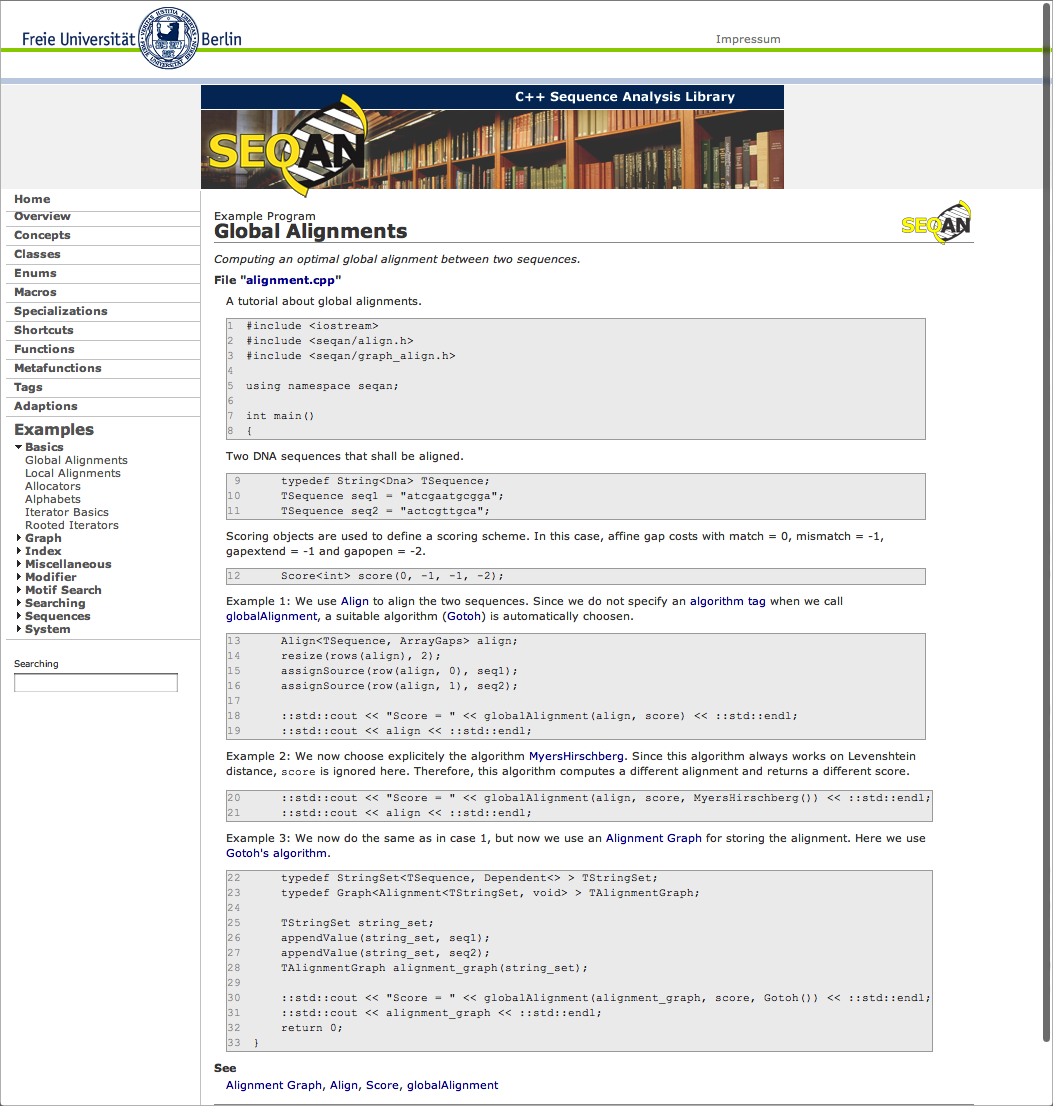 Freie Universität Berlin
Impressum
C++ Sequence Analysis Library
SEQAN
Home
Overview
Concepts
Classes
Enums
Macros
Specializations
Shortcuts
Functions
Metafunctions
Tags
Adaptions
Examples
Basics
Global Alignments
Local Alignments
Allocators
Alphabets
Iterator Basics
Rooted Iterators
Graph
Index
Miscellaneous
Modifier
Motif Search
Searching
Sequences
System
Searching
Example Program
Global Alignments
SEQAN
Computing an optimal global alignment between two sequences.
File "alignment.cpp"
A tutorial about global alignments.
1 #include <iostream>
2 #include <seqan/align.h>
3 #include <seqan/graph_align.h>
4
5 using namespace seqan;
6
7 int main()
8 {
Two DNA sequences that shall be aligned.
9 typedef String<Dna> TSequence;
10 TSequence seq1 = "atcgaatgcgga";
11 TSequence seq2 = "actcgttgca";
Scoring objects are used to define a scoring scheme. In this case, affine gap costs with match = 0, mismatch = -1,
gapextend = -1 and gapopen = -2.
12 Score<int> score(0, -1, -1, -2);
Example 1: We use Align to align the two sequences. Since we do not specify an algorithm tag when we call
globalAlignment, a suitable algorithm (Gotoh) is automatically choosen.
13 Align<TSequence, ArrayGaps> align;
14 resize(rows(align), 2);
15 assignSource(row(align, 0), seq1);
16 assignSource(row(align, 1), seq2);
17
18 ::std::cout << "Score = " << globalAlignment(align, score) << ::std::endl;
19 ::std::cout << align << ::std::endl;
Example 2: We now choose explicitely the algorithm MyersHirschberg. Since this algorithm always works on Levenshtein
distance, score is ignored here. Therefore, this algorithm computes a different alignment and returns a different score.
20 ::std::cout << "Score = " << globalAlignment(align, score, MyersHirschberg()) << ::std::endl;
21 ::std::cout << align << ::std::endl;
Example 3: We now do the same as in case 1, but now we use an Alignment Graph for storing the alignment. Here we use
Gotoh's algorithm.
22 typedef StringSet<TSequence, Dependent<> > TStringSet;
23 typedef Graph<Alignment<TStringSet, void> > TAlignmentGraph;
24
25 TStringSet string_set;
26 appendValue(string_set, seq1);
27 appendValue(string_set, seq2);
28 TAlignmentGraph alignment_graph(string_set);
29
30 ::std::cout << "Score = " << globalAlignment(alignment_graph, score, Gotoh()) << ::std::endl;
31 ::std::cout << alignment_graph << ::std::endl;
32 return 0;
33 }
See
Alignment Graph, Align, Score, globalAlignment